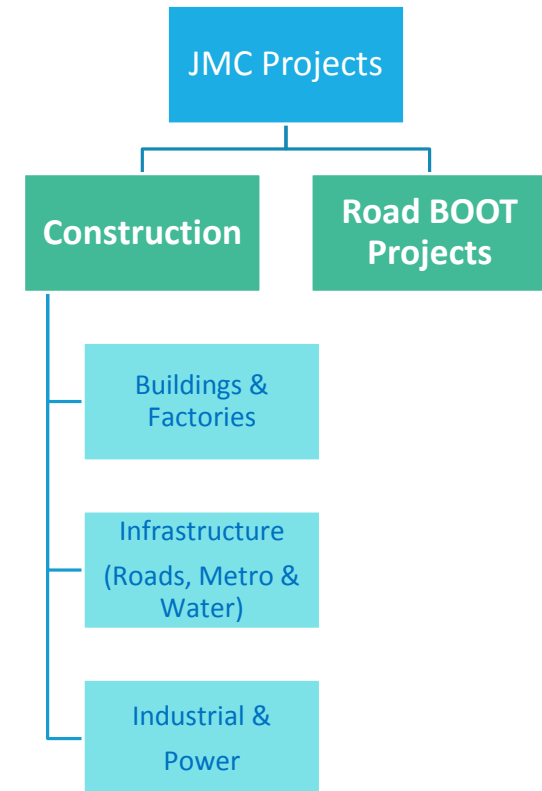 JMC Projects
Construction
Road BOOT
Projects
Buildings &
Factories
Infrastructure
(Roads, Metro &
Water)
Industrial &
Power